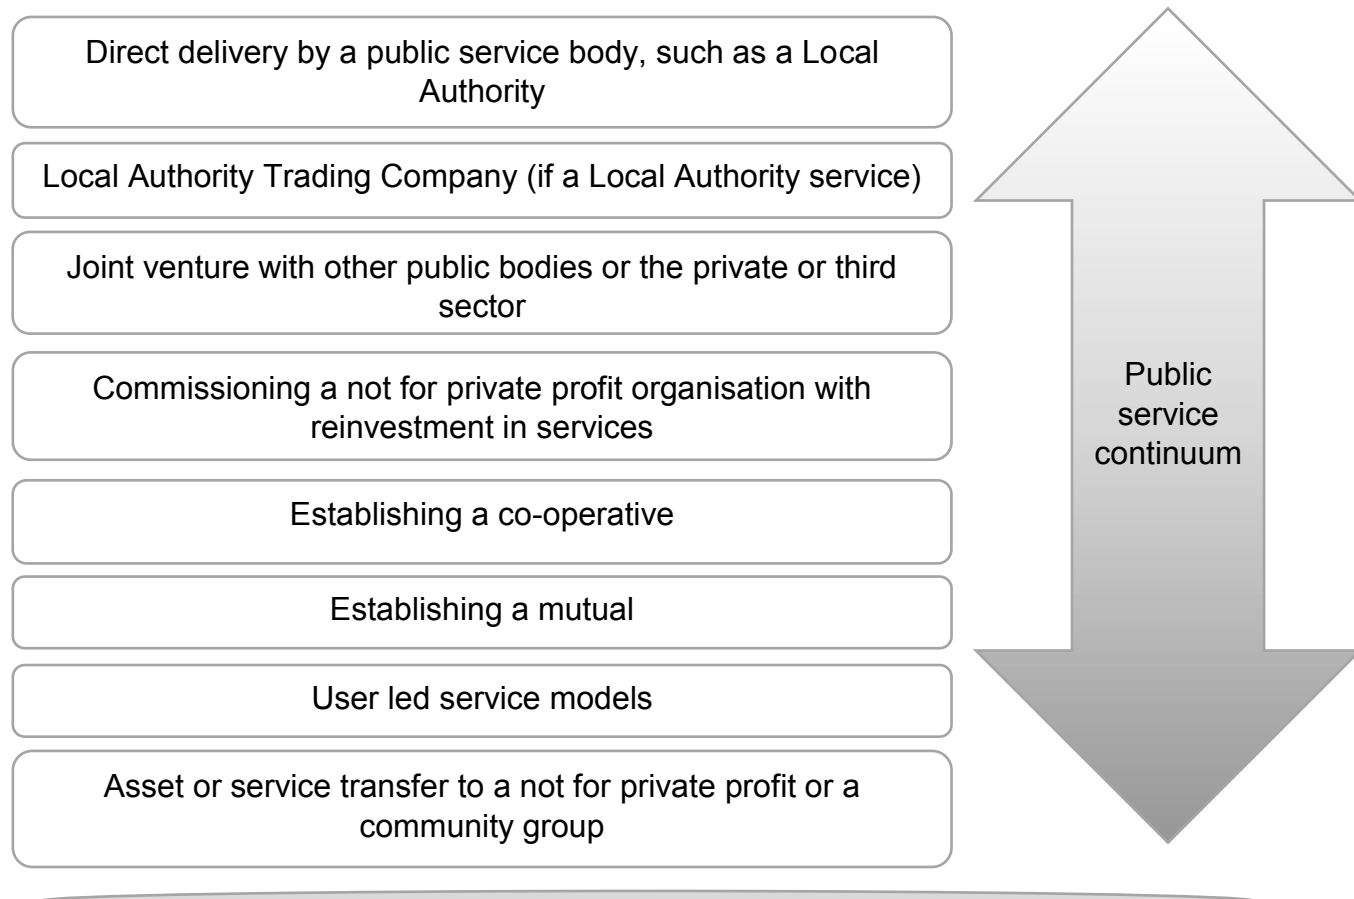 Direct delivery by a public service body, such as a Local
Authority
Local Authority Trading Company (if a Local Authority service)
Joint venture with other public bodies or the private or third
sector
Commissioning a not for private profit organisation with
reinvestment in services
Establishing a co-operative
Establishing a mutual
User led service models
Asset or service transfer to a not for private profit or a
community group
Public
service
continuum